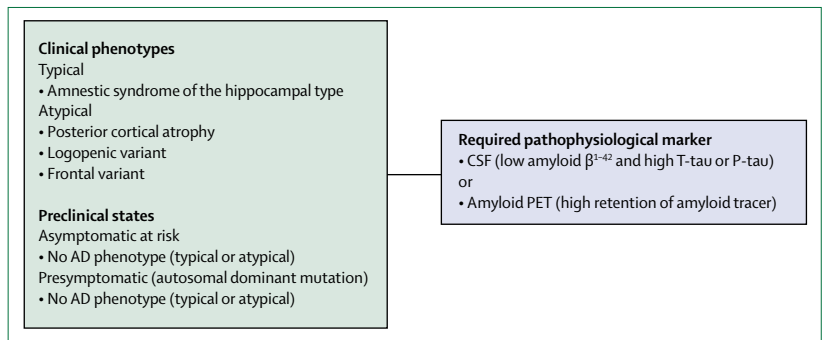 Clinical phenotypes
Typical
• Amnestic syndrome of the hippocampal type
Atypical
• Posterior cortical atrophy
• Logopenic variant
• Frontal variant
Preclinical states
Asymptomatic at risk
• No AD phenotype (typical or atypical)
Presymptomatic (autosomal dominant mutation)
• No AD phenotype (typical or atypical)
Required pathophysiological marker
• CSF (low amyloid β¹⁻⁴² and high T-tau or P-tau)
or
• Amyloid PET (high retention of amyloid tracer)